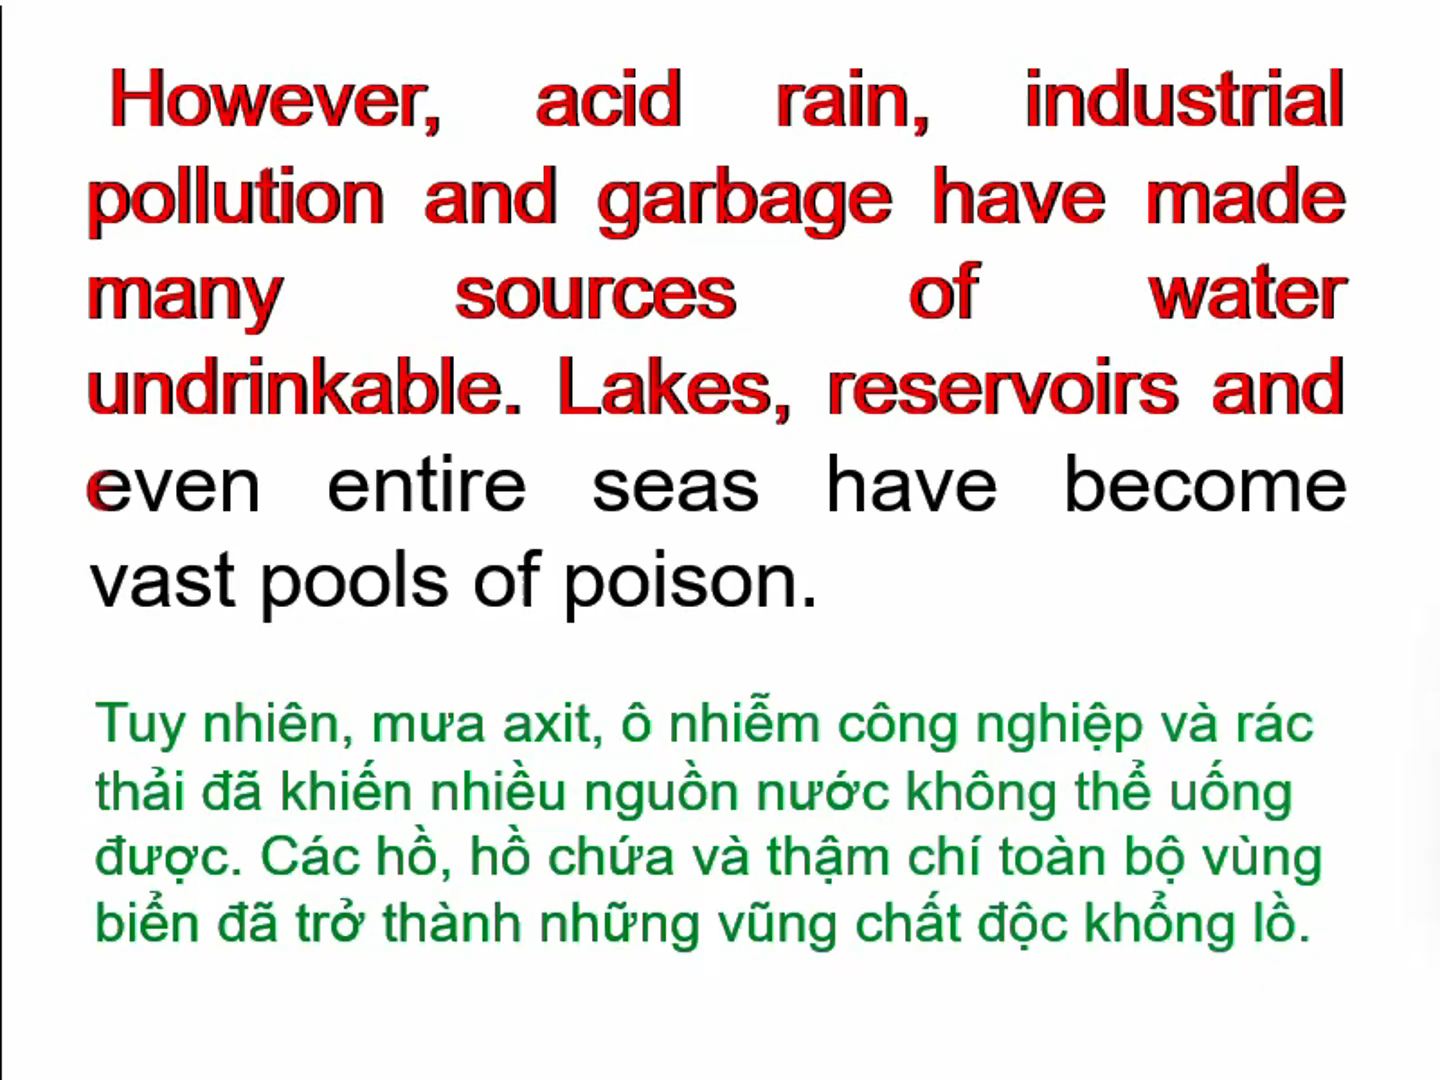 However, acid rain, industrial
pollution and garbage have made
many sources of water
undrinkable. Lakes, reservoirs and
even entire seas have become
vast pools of poison.
Tuy nhiên, mưa axit, ô nhiễm công nghiệp và rác
thải đã khiến nhiều nguồn nước không thể uống
được. Các hồ, hồ chứa và thậm chí toàn bộ vùng
biển đã trở thành những vũng chất độc khổng lồ.